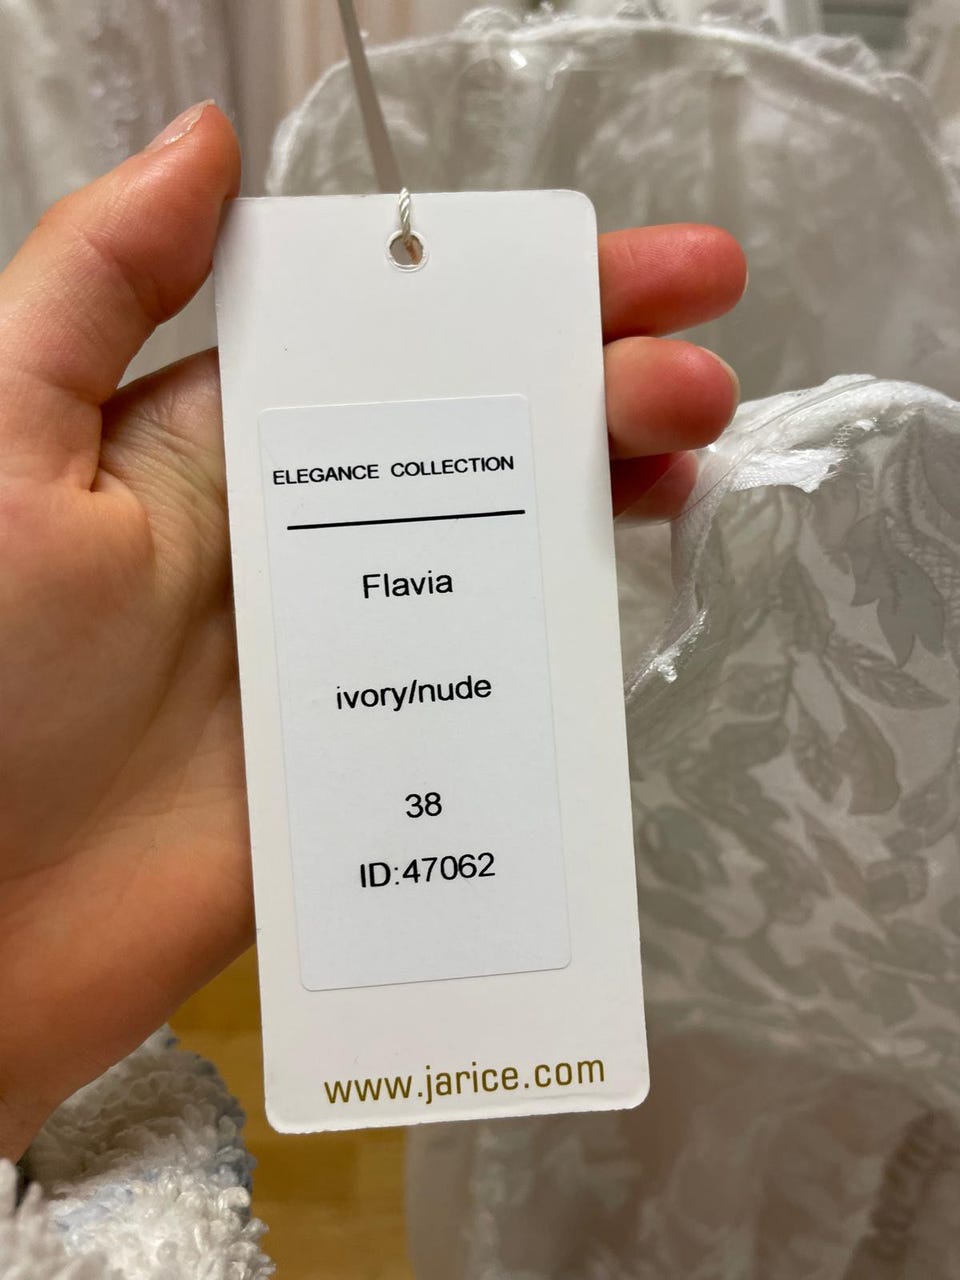 ELEGANCE COLLECTION
Flavia
ivory/nude
38
ID:47062
www.jarice.com